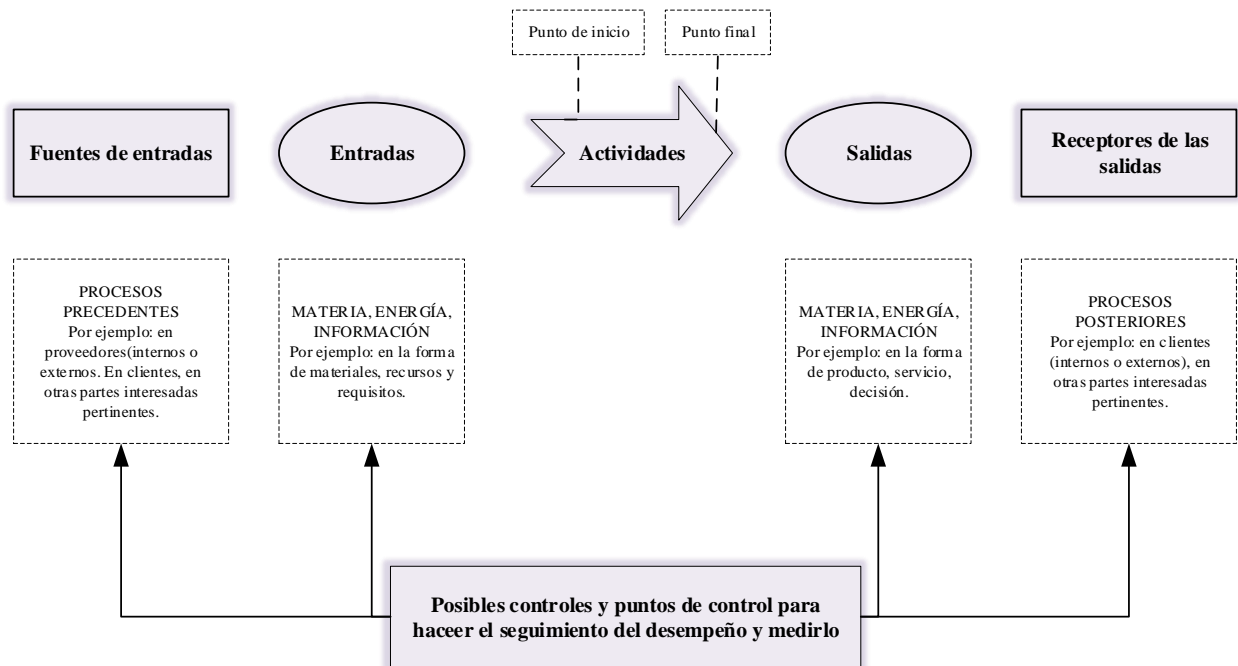 Punto de inicio
Punto final
Fuentes de entradas
Entradas
Actividades
Salidas
Receptores de las
salidas
PROCESOS
PRECEDENTES
Por ejemplo: en
proveedores(internos o
externos. En clientes, en
otras partes interesadas
pertinentes.
MATERIA, ENERGÍA,
INFORMACIÓN
Por ejemplo: en la forma
de materiales, recursos y
requisitos.
MATERIA, ENERGÍA,
INFORMACIÓN
Por ejemplo: en la forma
de producto, servicio,
decisión.
PROCESOS
POSTERIORES
Por ejemplo: en clientes
(internos o externos), en
otras partes interesadas
pertinentes.
Posibles controles y puntos de control para
haceer el seguimiento del desempeño y medirlo